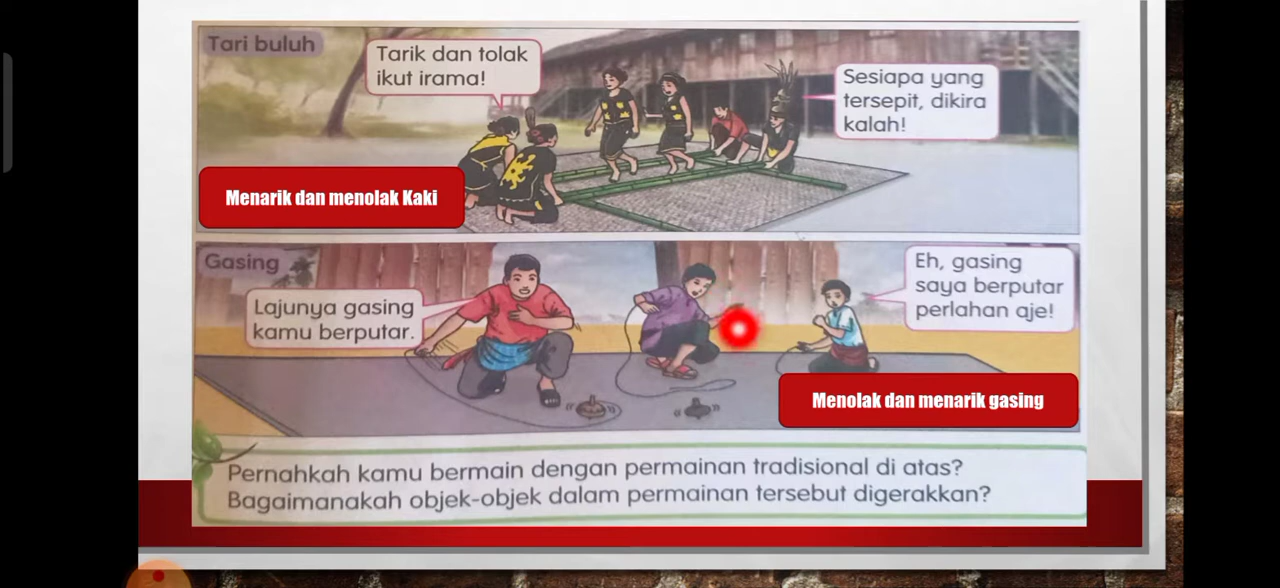 Tari buluh
Tarik dan tolak
ikut irama!
Sesiapa yang
tersepit, dikira
kalah!
Menarik dan menolak Kaki
Gasing
Lajunya gasing
kamu berputar.
Eh, gasing
saya berputar
perlahan aje!
Menolak dan menarik gasing
Pernahkah kamu bermain dengan permainan tradisional di atas?
Bagaimanakah objek-objek dalam permainan tersebut digerakkan?